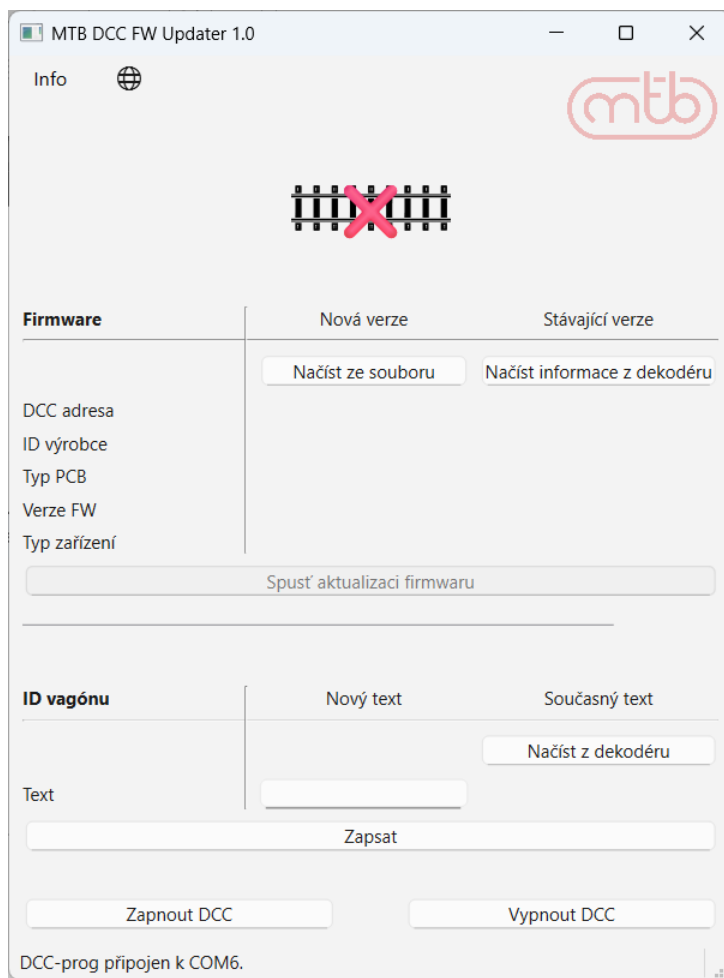 MTB DCC FW Updater 1.0
Info
mtb
Firmware Nová verze Stávající verze
Načíst ze souboru Načíst informace z dekodéru
DCC adresa
ID výrobce
Typ PCB
Verze FW
Typ zařízení
Spusť aktualizaci firmwaru
ID vagónu Nový text Současný text
Načíst z dekodéru
Text
Zapsat
Zapnout DCC Vypnout DCC
DCC-prog připojen k COM6.